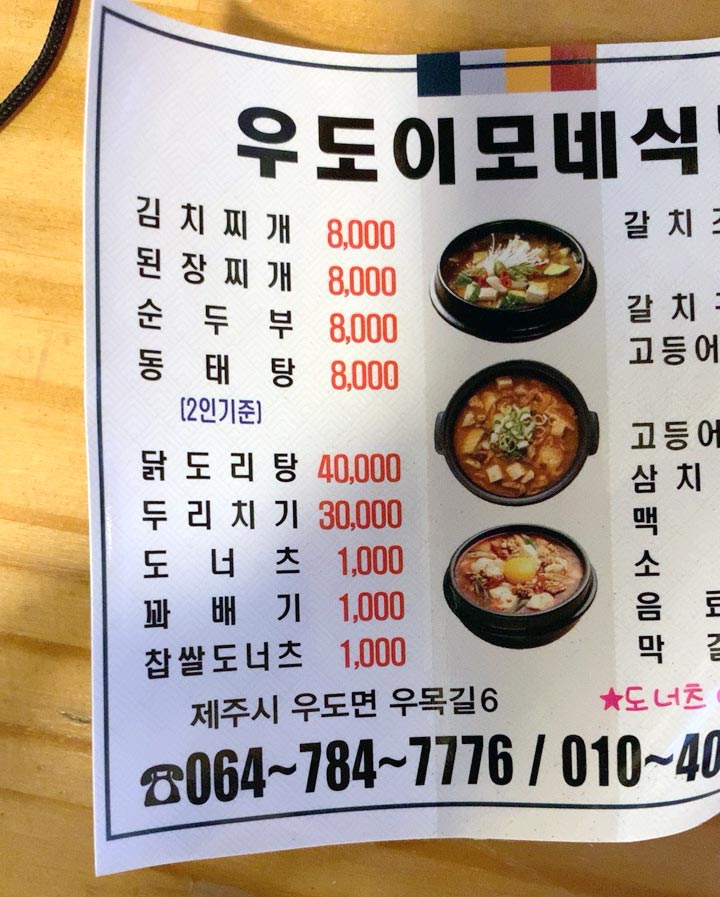 우도이모네식
김치찌개 8,000
된장찌개 8,000
순두부 8,000
동태탕 8,000
(2인기준)
닭도리탕 40,000
두리치기 30,000
도너츠 1,000
꽈배기 1,000
찹쌀도너츠 1,000
갈치
갈치
고등어
고등어
삼치
맥
소
음료
막걸
제주시 우도면 우목길6
★도너츠
☎064~784~7776 / 010~40